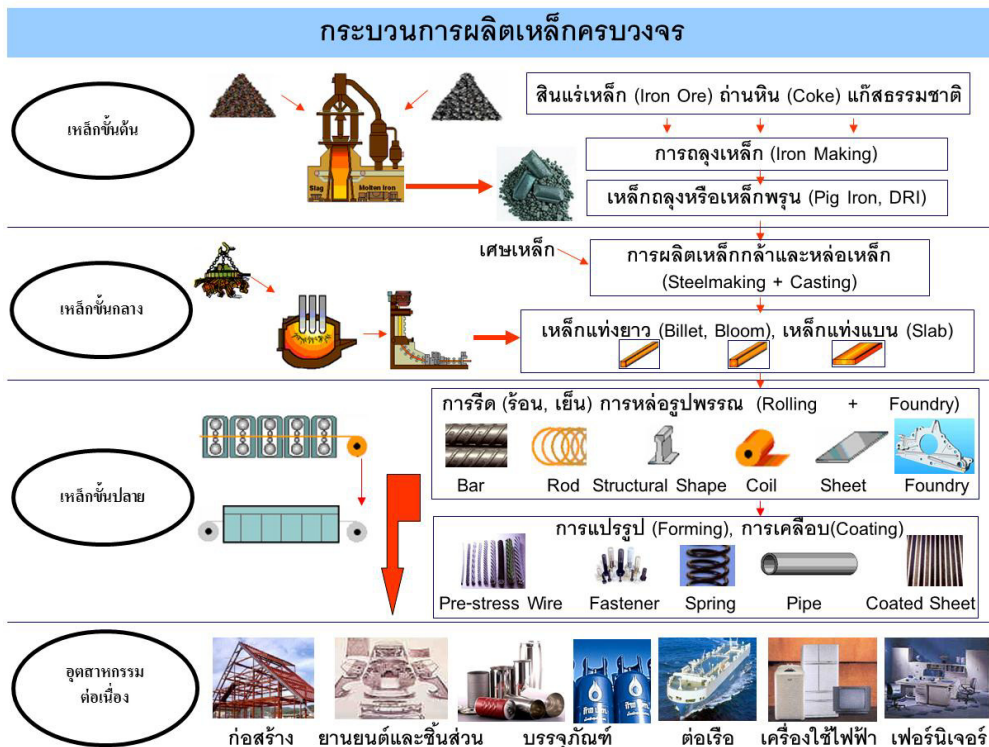 กระบวนการผลิตเหล็กครบวงจร
เหล็กขั้นต้น
Slag Molten Iron
สินแร่เหล็ก (Iron Ore) ถ่านหิน (Coke) แก๊สธรรมชาติ
การถลุงเหล็ก (Iron Making)
เหล็กถลุงหรือเหล็กพรุน (Pig Iron, DRI)
เหล็กขั้นกลาง
เศษเหล็ก
การผลิตเหล็กกล้าและหล่อเหล็ก
(Steelmaking + Casting)
เหล็กแท่งยาว (Billet, Bloom), เหล็กแท่งแบน (Slab)
เหล็กขั้นปลาย
การรีด (ร้อน, เย็น) การหล่อรูปพรรณ (Rolling + Foundry)
Bar Rod Structural Shape Coil Sheet Foundry
การแปรรูป (Forming), การเคลือบ(Coating)
Pre-stress Wire Fastener Spring Pipe Coated Sheet
อุตสาหกรรม
ต่อเนื่อง
ก่อสร้าง ยานยนต์และชิ้นส่วน บรรจุภัณฑ์ ต่อเรือ เครื่องใช้ไฟฟ้า เฟอร์นิเจอร์